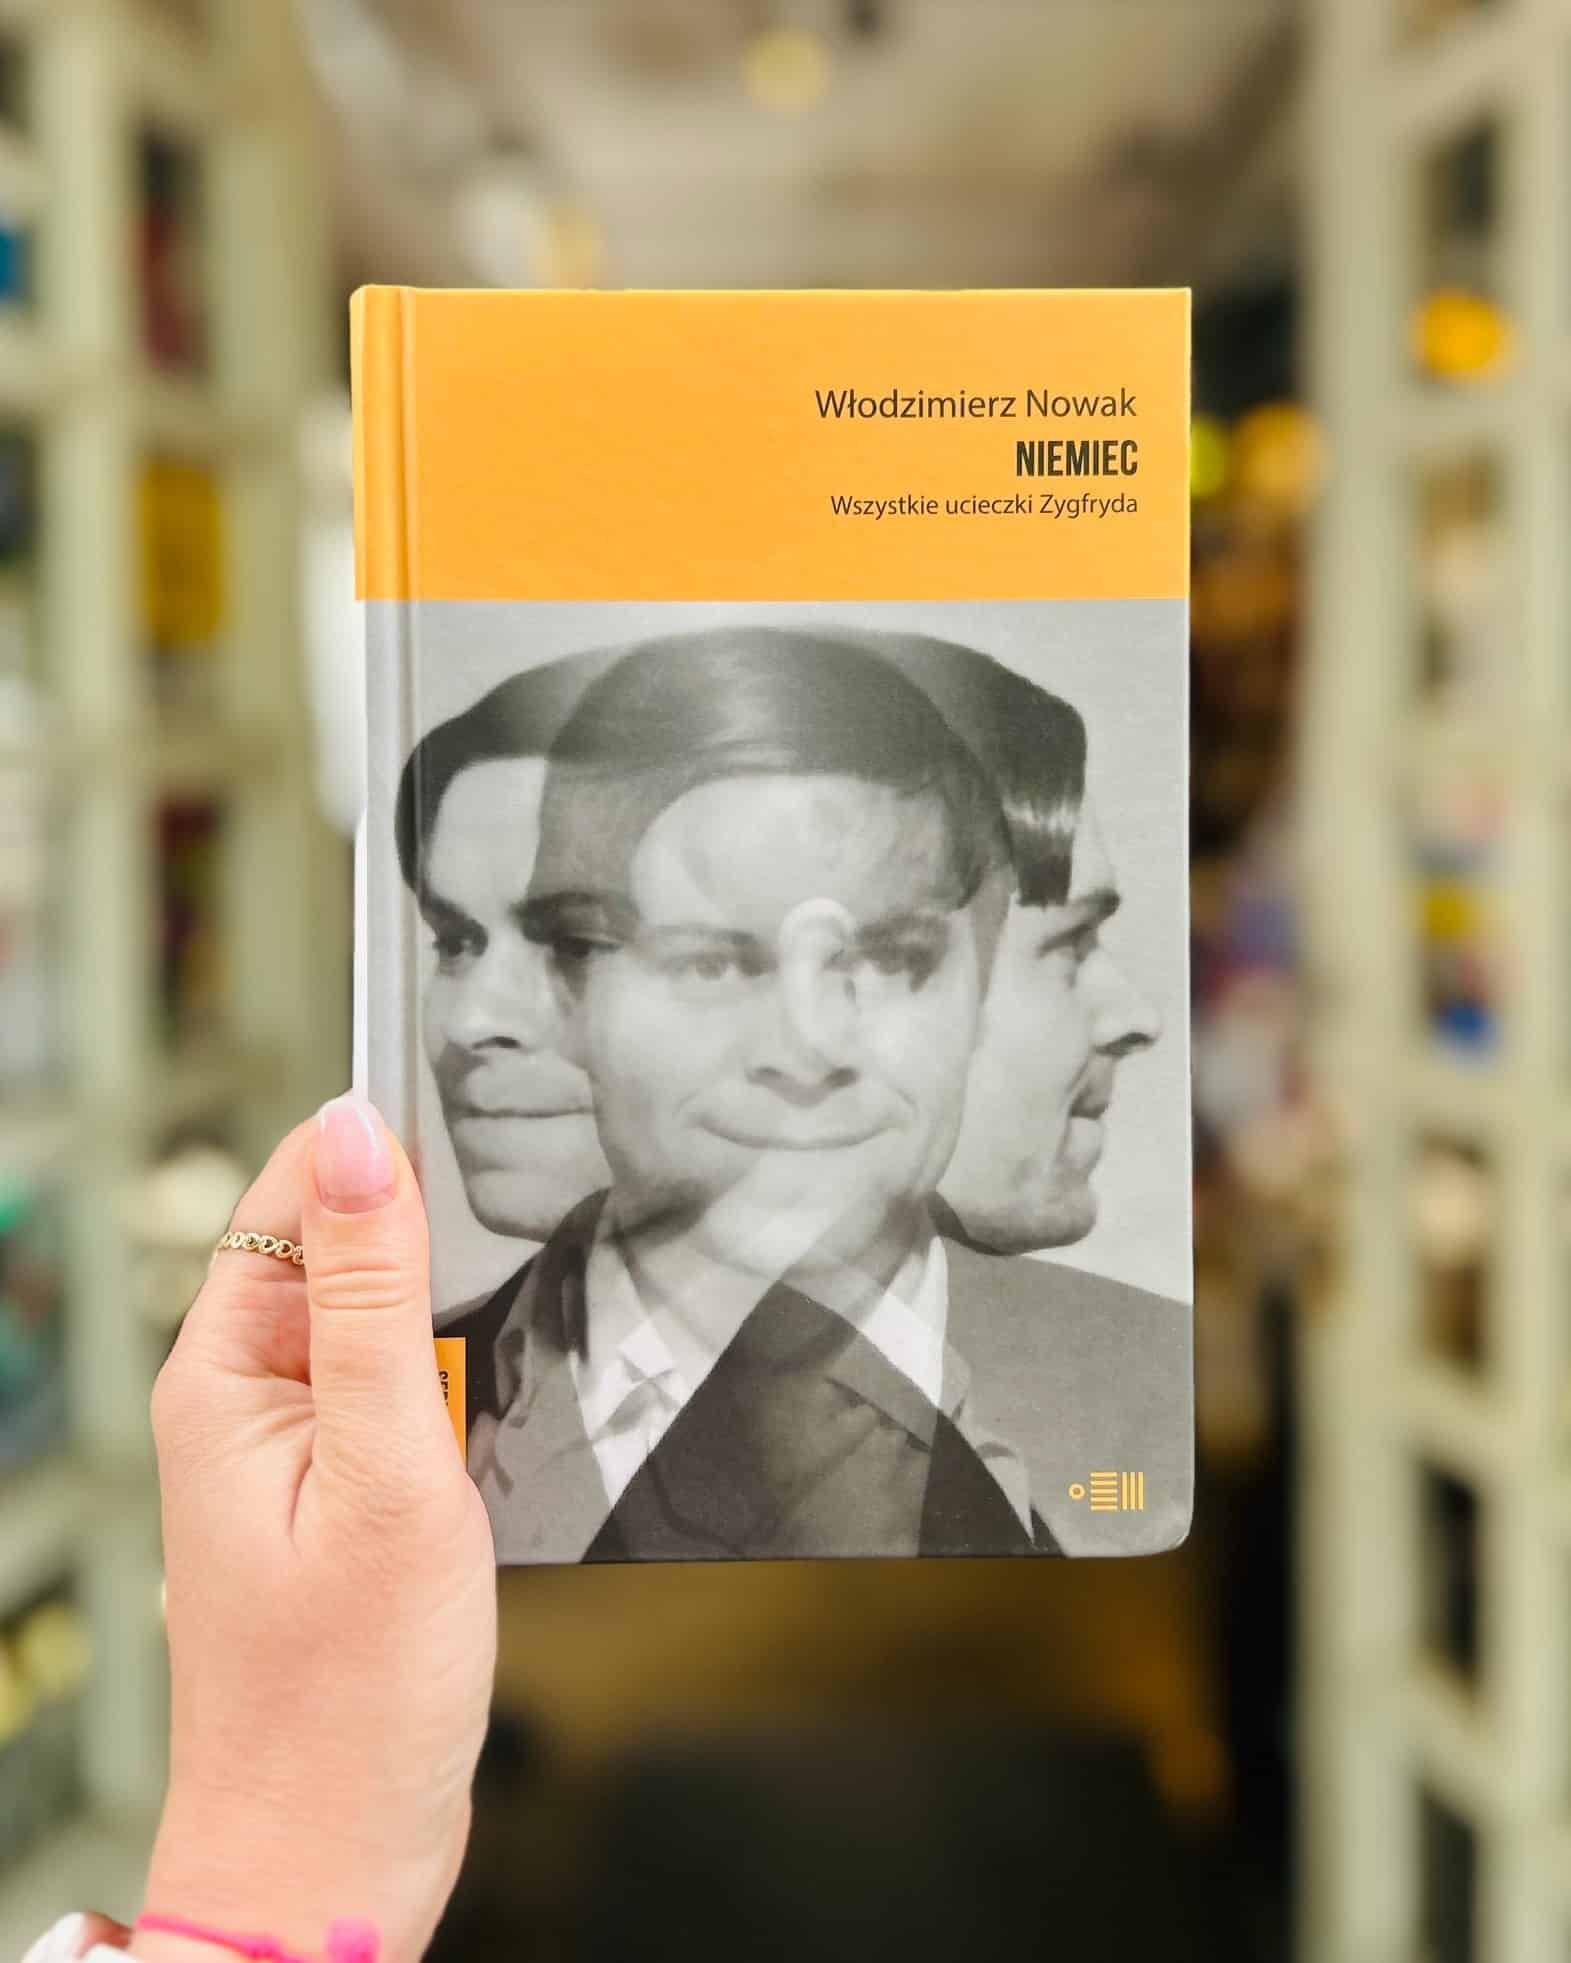 Włodzimierz Nowak
NIEMIEC
Wszystkie ucieczki Zygfryda